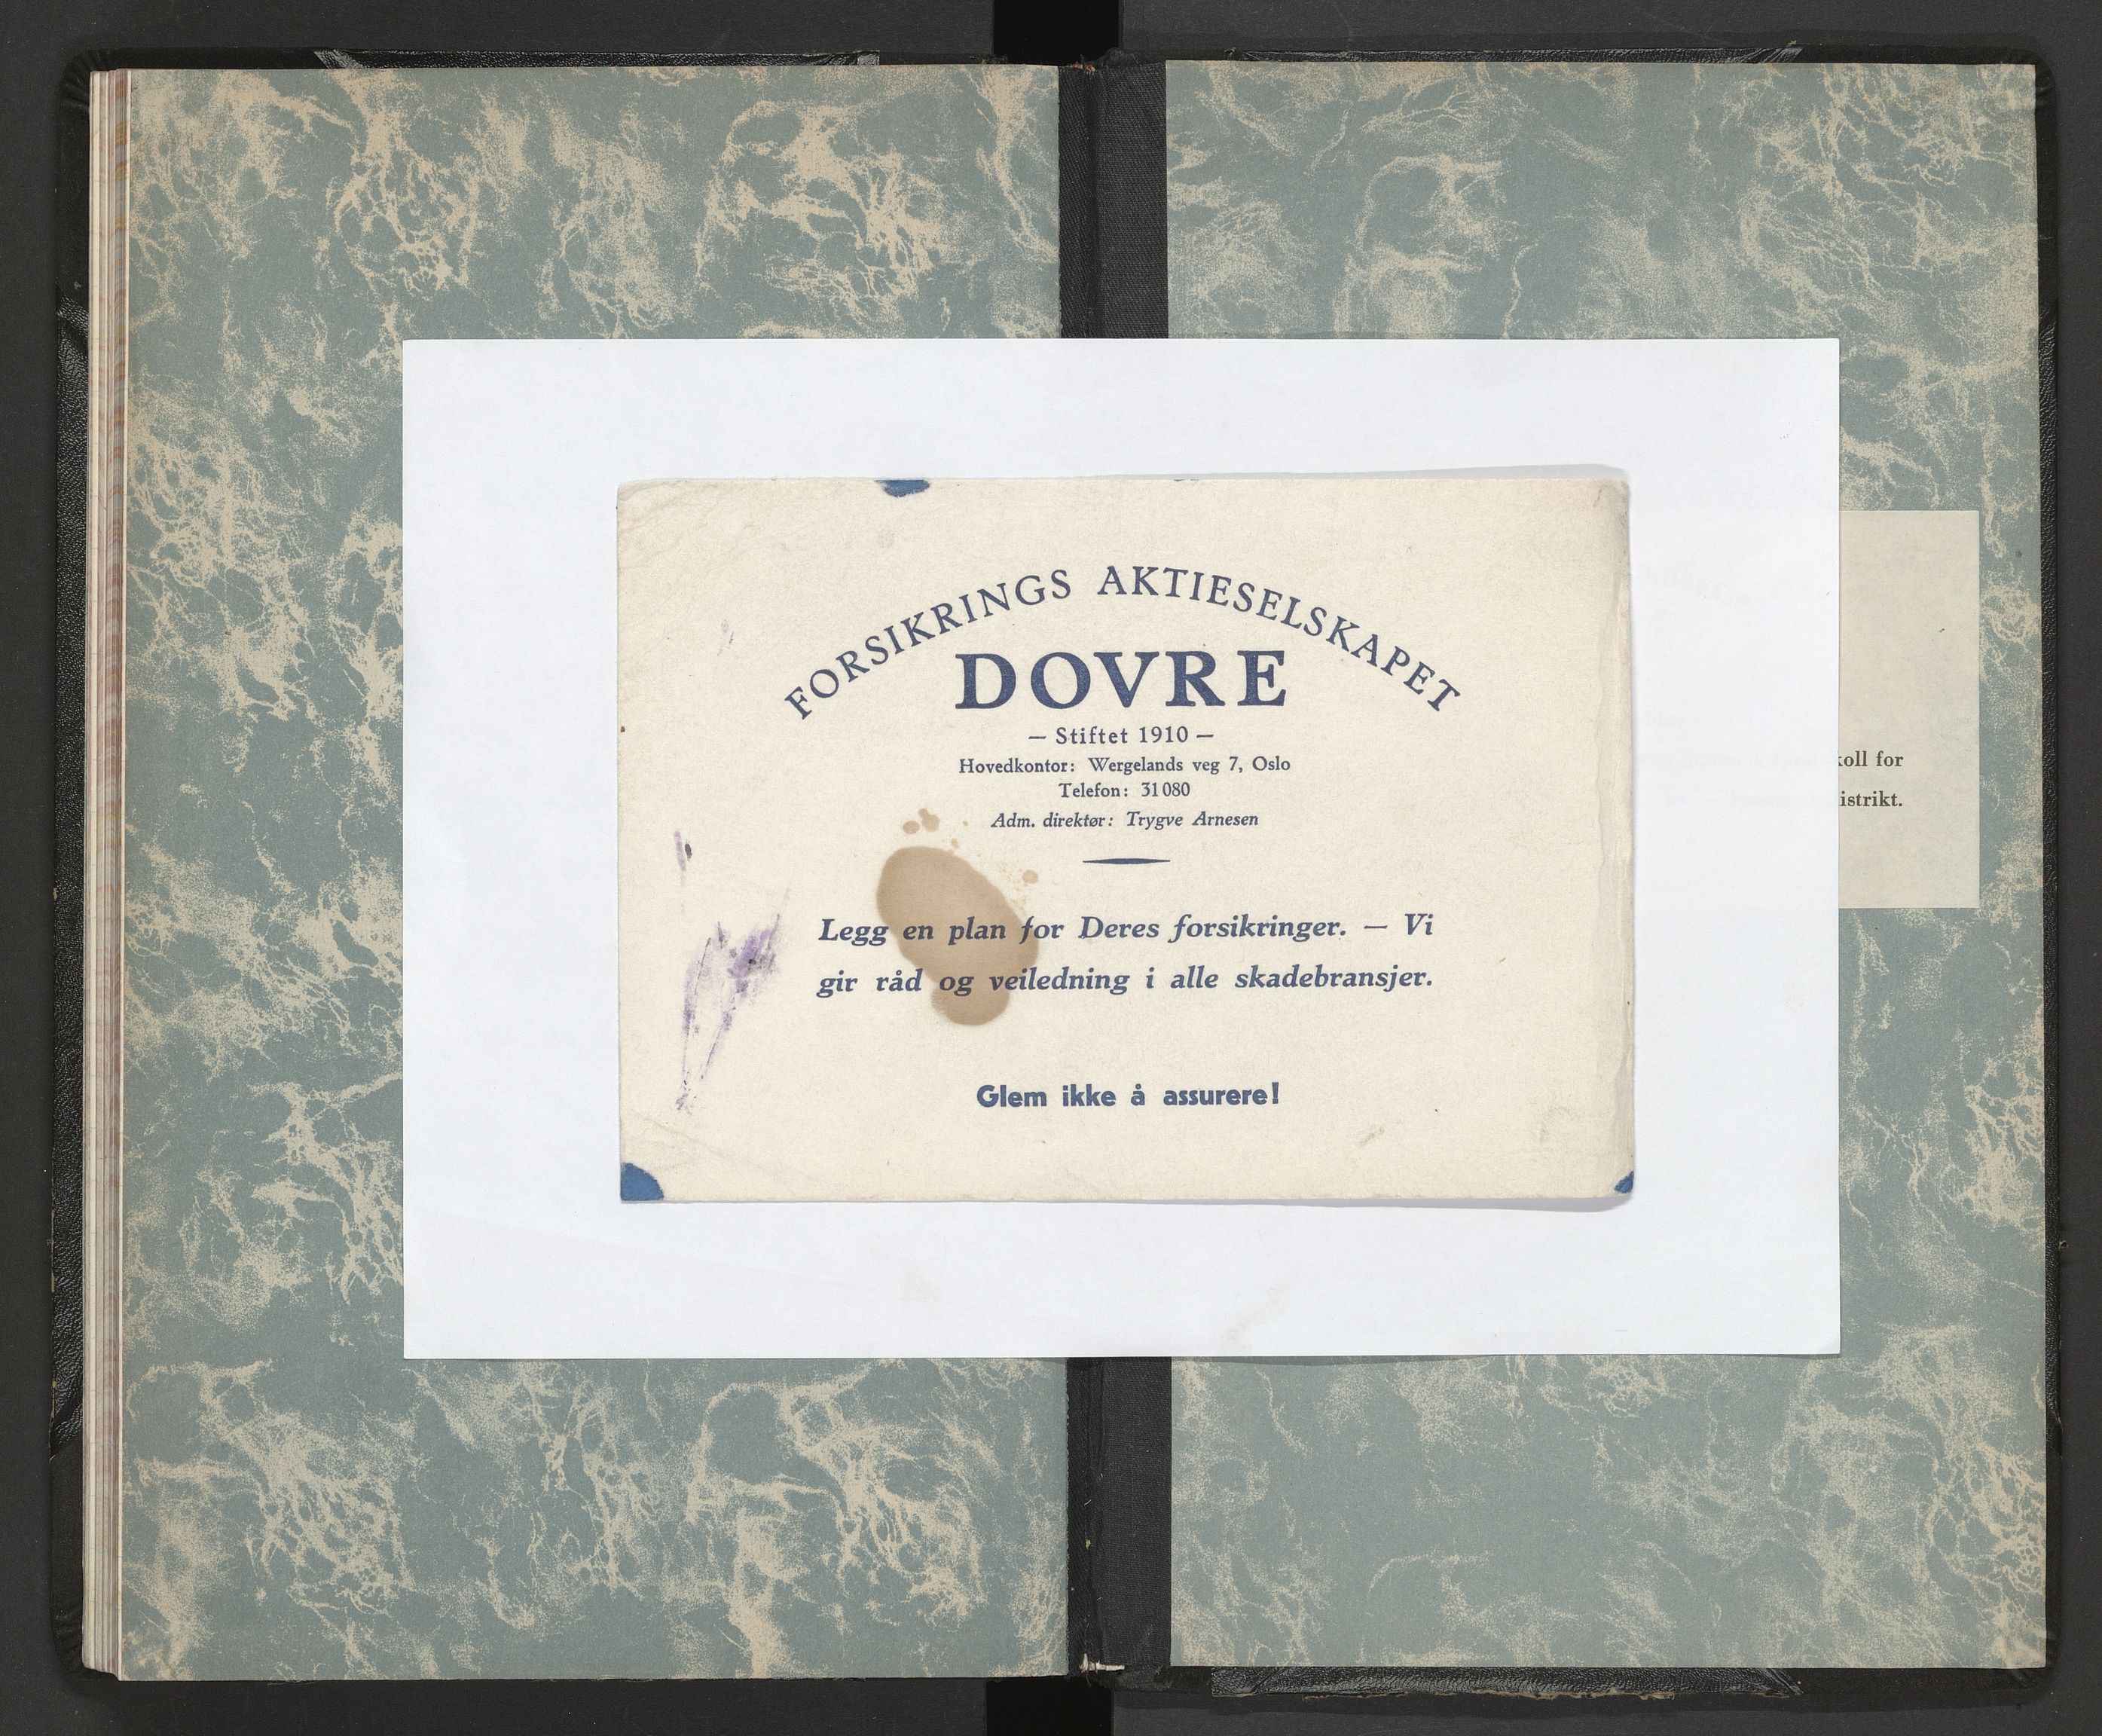 FORSIKRINGS AKTIESELSKAPET
DOVRE
— Stiftet 1910 —
Hovedkontor: Wergelands veg 7, Oslo
Telefon: 31080
Adm. direktør: Trygve Arnesen
Legg en plan for Deres forsikringer. — Vi
gir råd og veiledning i alle skadebransjer.
Glem ikke å assurere!
koll for
istrikt.